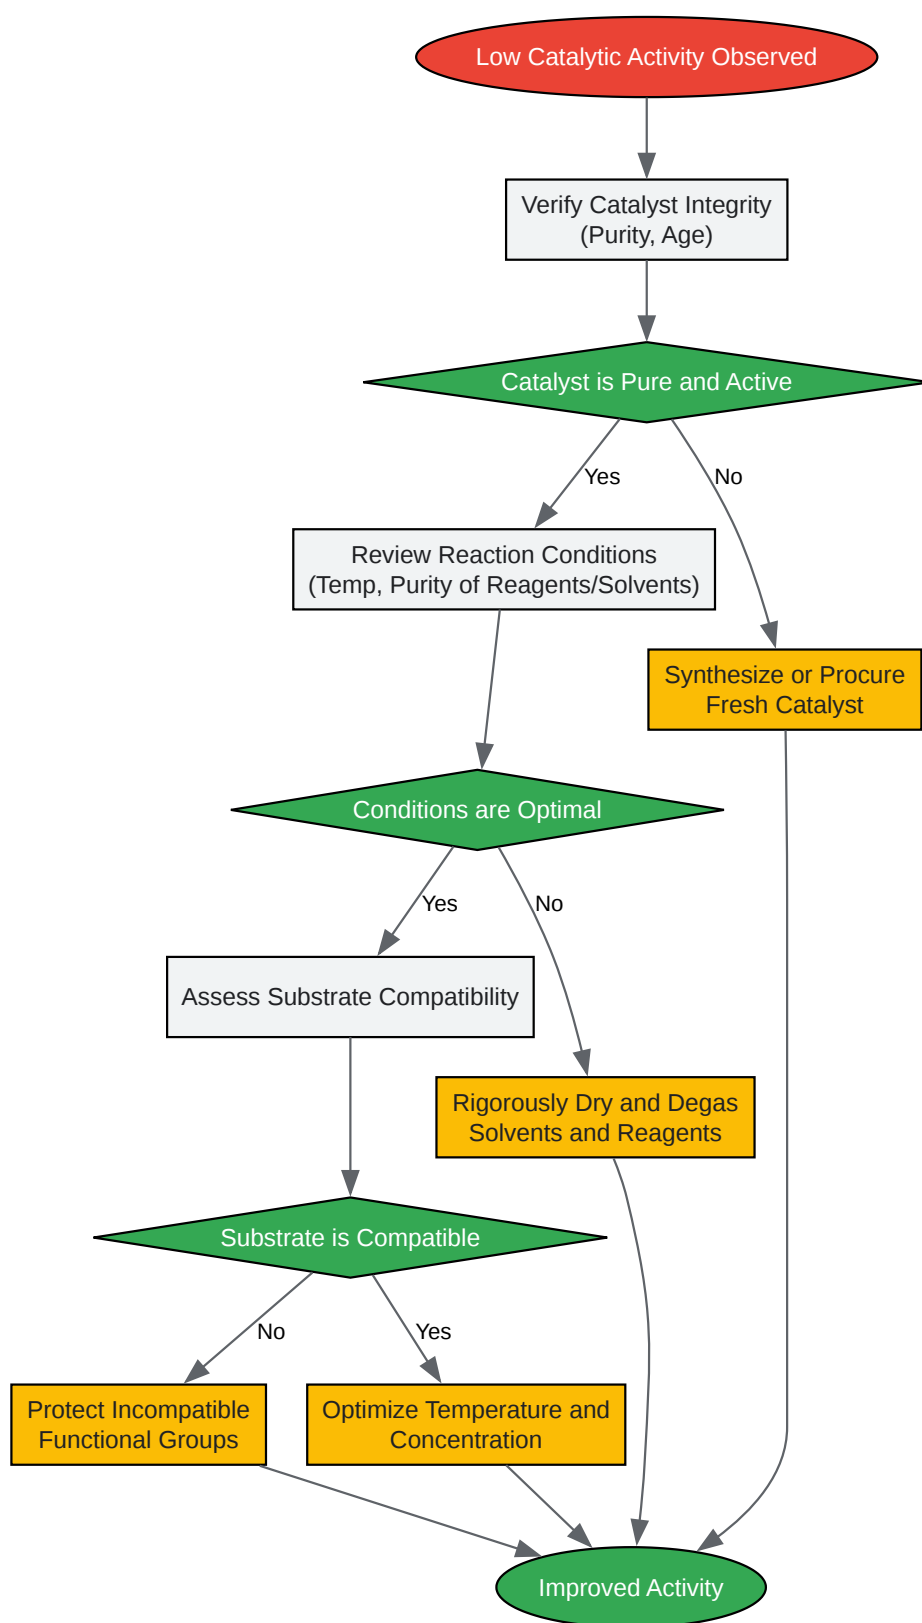 Low Catalytic Activity Observed
Verify Catalyst Integrity
(Purity, Age)
Catalyst is Pure and Active
Yes
No
Review Reaction Conditions
(Temp, Purity of Reagents/Solvents)
Synthesize or Procure
Fresh Catalyst
Conditions are Optimal
Yes
No
Assess Substrate Compatibility
Rigorously Dry and Degas
Solvents and Reagents
Substrate is Compatible
No
Yes
Protect Incompatible
Functional Groups
Optimize Temperature and
Concentration
Improved Activity